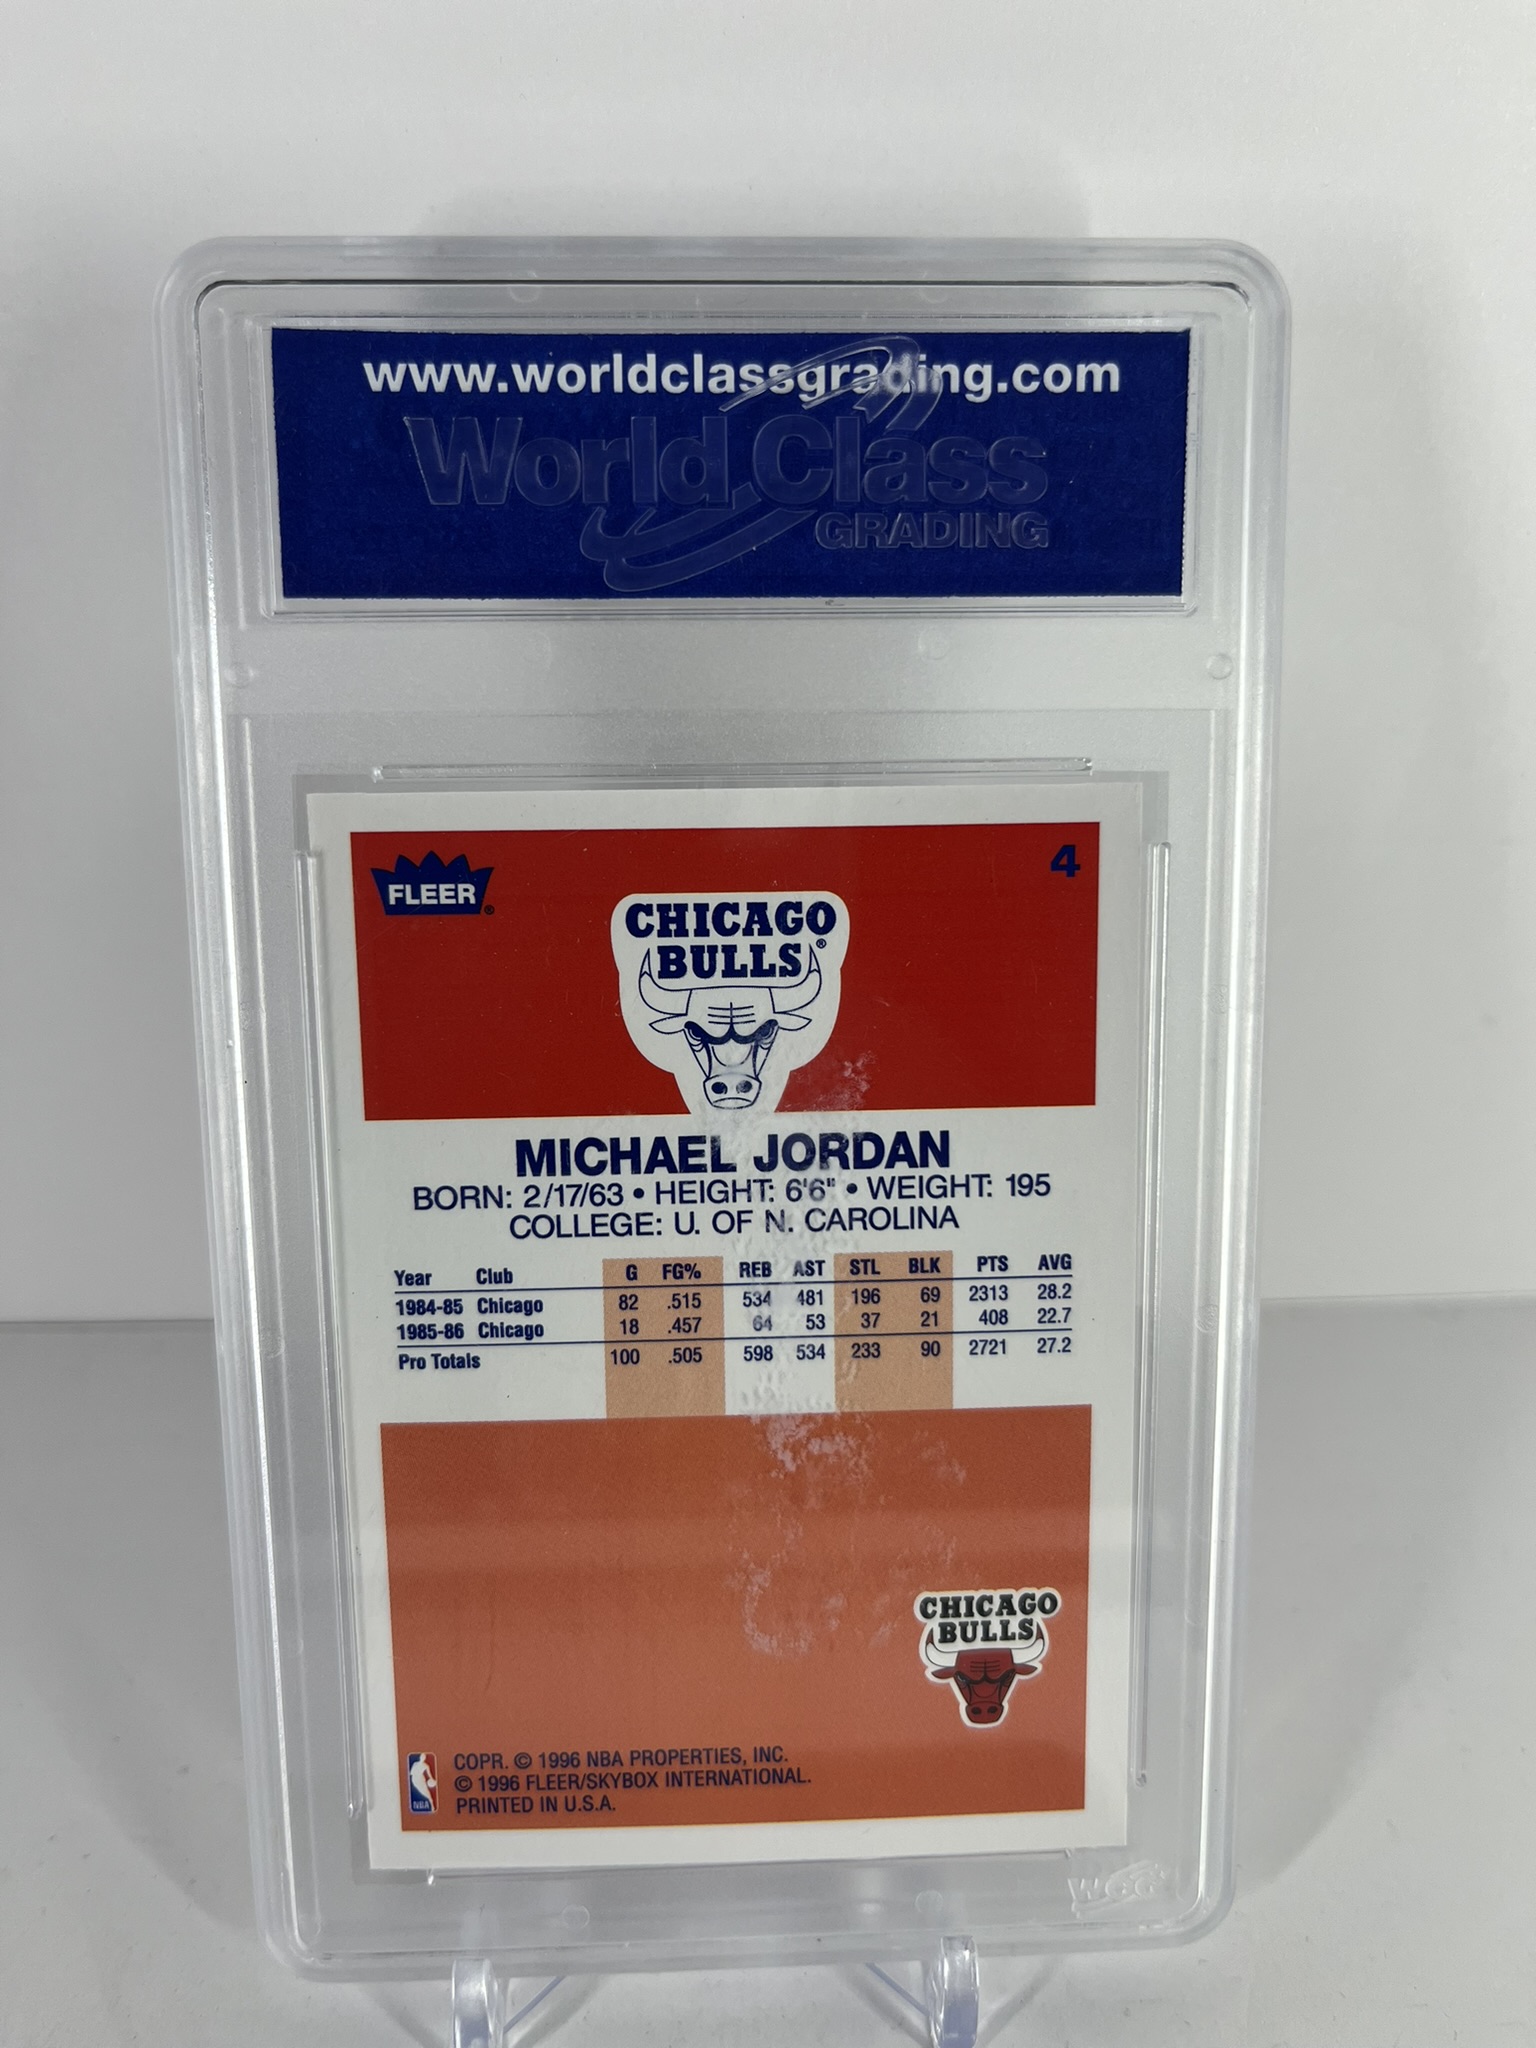 www.worldclassgrading.com
World Class
GRADING
FLEER®
4
CHICAGO
BULLS®
MICHAEL JORDAN
BORN: 2/17/63 • HEIGHT: 6'6" • WEIGHT: 195
COLLEGE: U. OF N. CAROLINA
Year Club G FG% REB AST STL BLK PTS AVG
1984-85 Chicago 82 .515 534 481 196 69 2313 28.2
1985-86 Chicago 18 .457 64 53 37 21 408 22.7
Pro Totals 100 .505 598 534 233 90 2721 27.2
CHICAGO
BULLS
NBA
COPR. © 1996 NBA PROPERTIES, INC.
© 1996 FLEER/SKYBOX INTERNATIONAL.
PRINTED IN U.S.A.
WCG